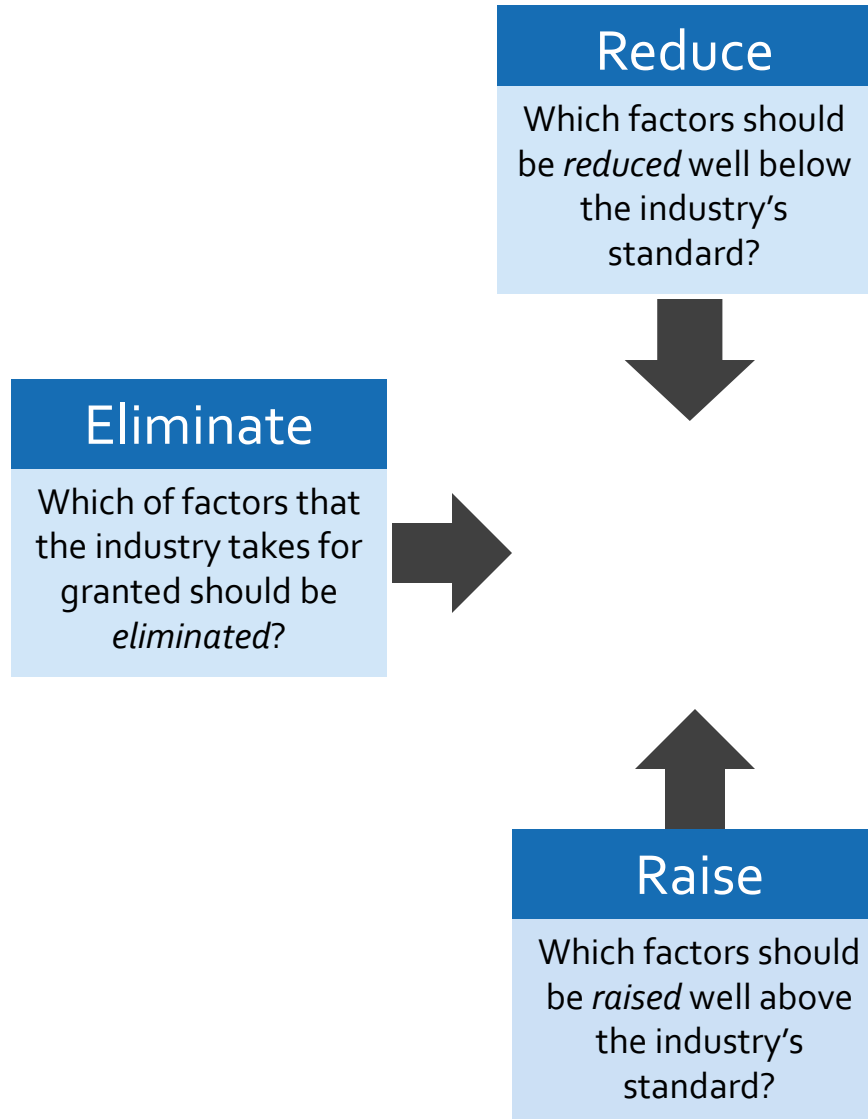 Reduce
Which factors should
be reduced well below
the industry’s
standard?
Eliminate
Which of factors that
the industry takes for
granted should be
eliminated?
Raise
Which factors should
be raised well above
the industry’s
standard?